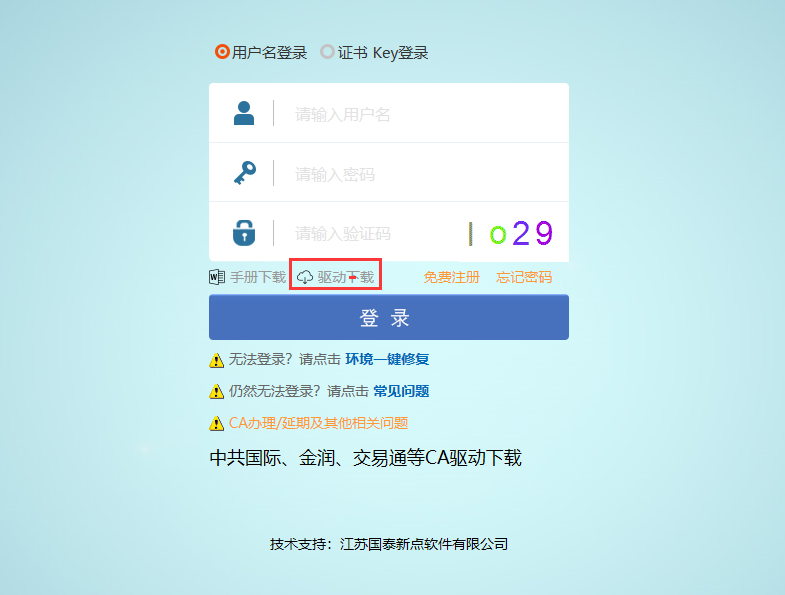 用户名登录 证书 Key登录
请输入用户名
请输入密码
请输入验证码 o29
手册下载 驱动下载 免费注册 忘记密码
登 录
无法登录？请点击 环境一键修复
仍然无法登录？请点击 常见问题
CA办理/延期及其他相关问题
中共国际、金润、交易通等CA驱动下载
技术支持：江苏国泰新点软件有限公司